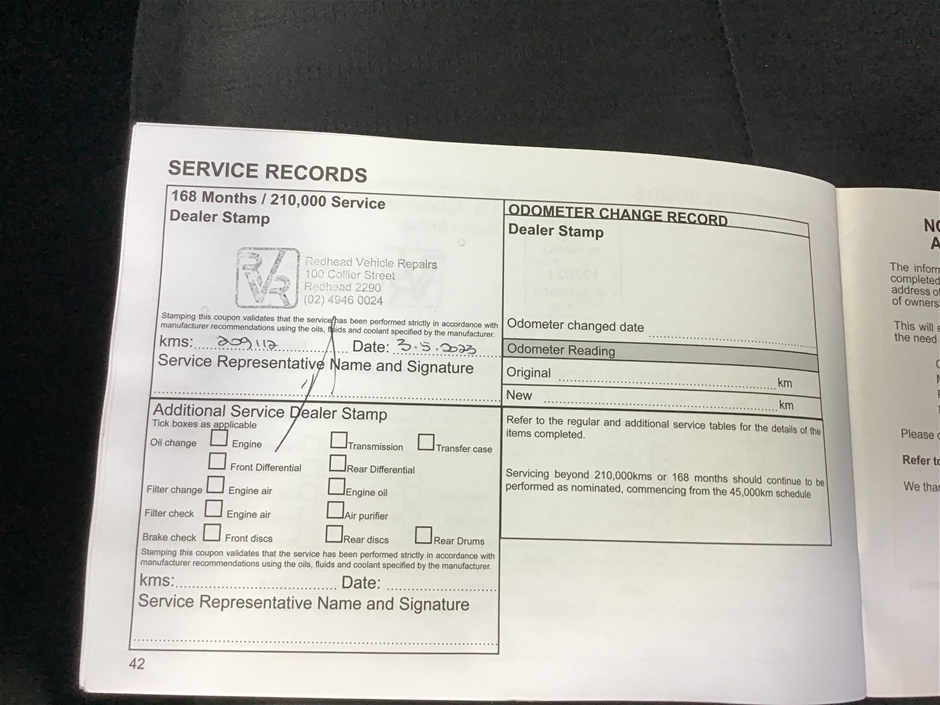 SERVICE RECORDS
168 Months / 210,000 Service
Dealer Stamp
RVR
Redhead Vehicle Repairs
100 Collier Street
Redhead 2290
(02) 4946 0024
Stamping this coupon validates that the service has been performed strictly in accordance with
manufacturer recommendations using the oils, fluids and coolant specified by the manufacturer.
kms: 209112 Date: 3.5.2023
Service Representative Name and Signature
Additional Service Dealer Stamp
Tick boxes as applicable
Oil change Engine Transmission Transfer case
Front Differential Rear Differential
Filter change Engine air Engine oil
Filter check Engine air Air purifier
Brake check Front discs Rear discs Rear Drums
Stamping this coupon validates that the service has been performed strictly in accordance with
manufacturer recommendations using the oils, fluids and coolant specified by the manufacturer.
kms: Date:
Service Representative Name and Signature
42
ODOMETER CHANGE RECORD
Dealer Stamp
Odometer changed date
Odometer Reading
Original km
New km
Refer to the regular and additional service tables for the details of the
items completed.
Servicing beyond 210,000kms or 168 months should continue to be
performed as nominated, commencing from the 45,000km schedule
The
completed
address
of
This will
the need
Please
Refer
We